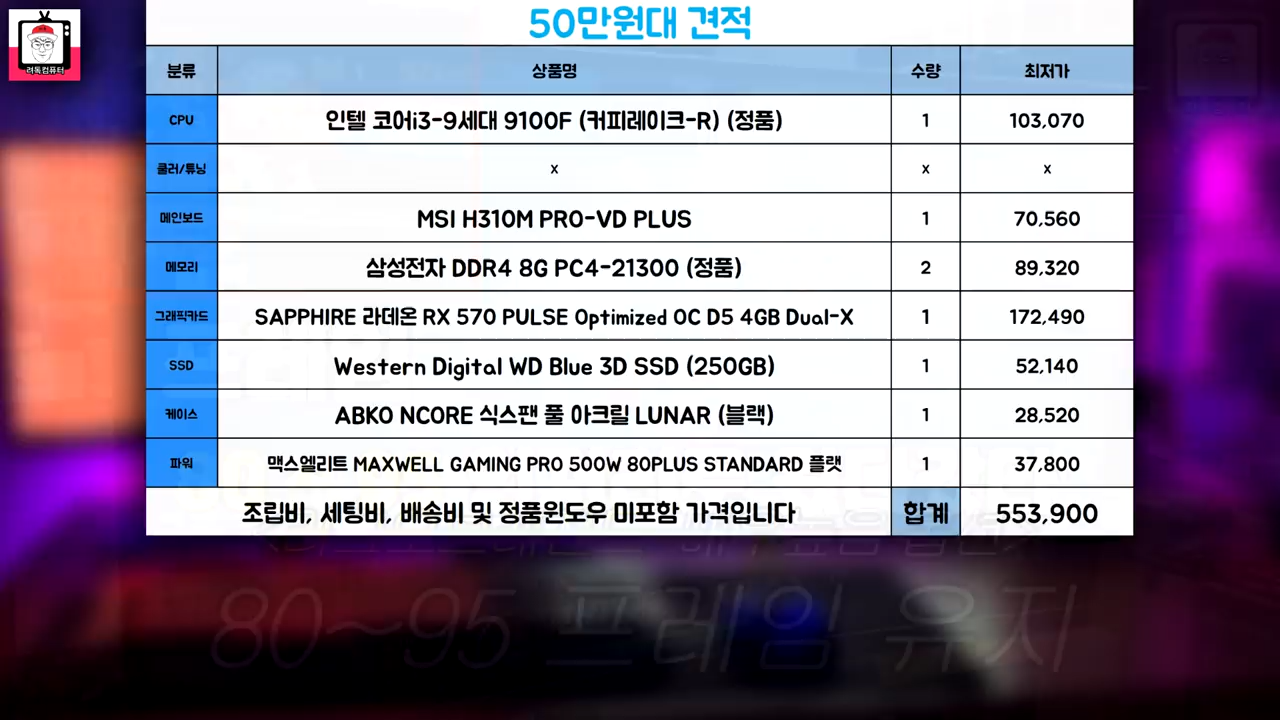 50만원대 견적
려독컴퓨터
분류 상품명 수량 최저가
CPU 인텔 코어i3-9세대 9100F (커피레이크-R) (정품) 1 103,070
쿨러/튜닝 x x x
메인보드 MSI H310M PRO-VD PLUS 1 70,560
메모리 삼성전자 DDR4 8G PC4-21300 (정품) 2 89,320
그래픽카드 SAPPHIRE 라데온 RX 570 PULSE Optimized OC D5 4GB Dual-X 1 172,490
SSD Western Digital WD Blue 3D SSD (250GB) 1 52,140
케이스 ABKO NCORE 식스팬 풀 아크릴 LUNAR (블랙) 1 28,520
파워 맥스엘리트 MAXWELL GAMING PRO 500W 80PLUS STANDARD 플랫 1 37,800
조립비, 세팅비, 배송비 및 정품윈도우 미포함 가격입니다 합계 553,900
80~95 프레임 유지